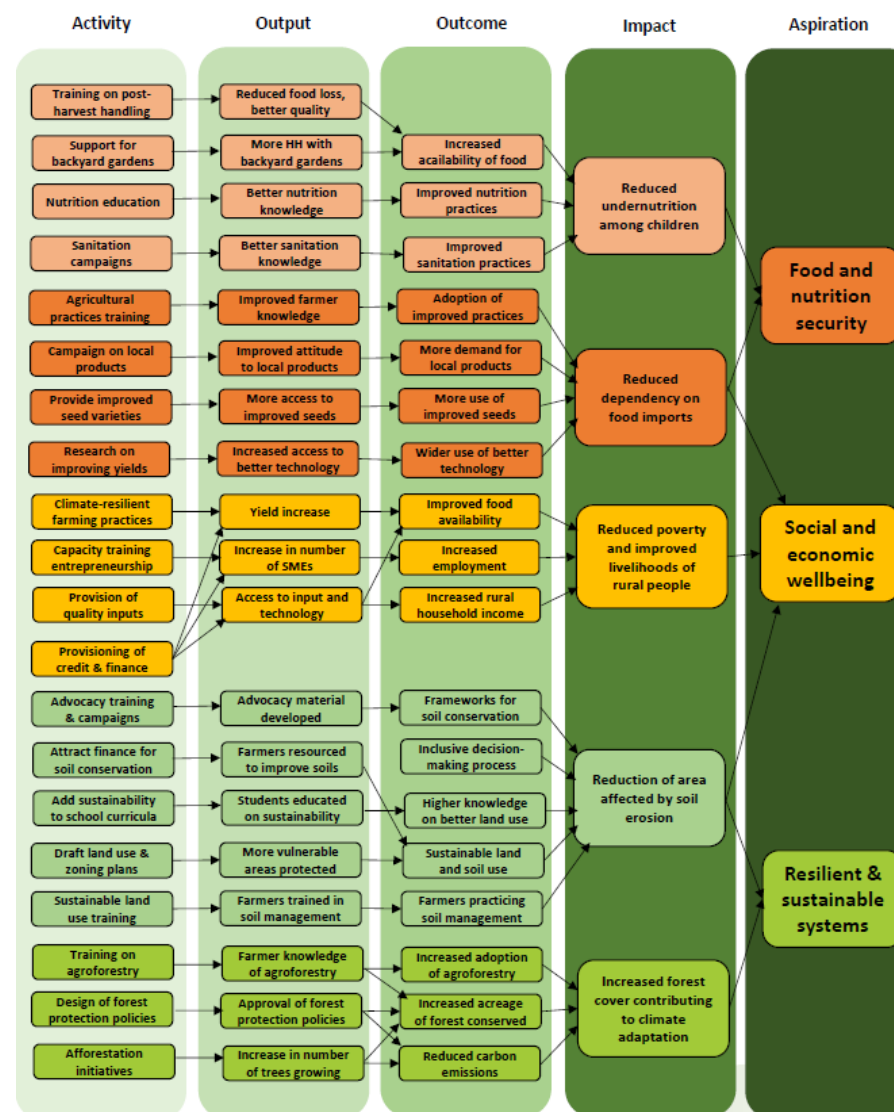 Activity
Output
Outcome
Impact
Aspiration
Training on post-
harvest handling
Reduced food loss,
better quality
Support for
backyard gardens
More HH with
backyard gardens
Increased
acailability of food
Nutrition education
Better nutrition
knowledge
Improved nutrition
practices
Sanitation
campaigns
Better sanitation
knowledge
Improved
sanitation practices
Reduced
undernutrition
among children
Food and
nutrition
security
Agricultural
practices training
Improved farmer
knowledge
Adoption of
improved practices
Campaign on local
products
Improved attitude
to local products
More demand for
local products
Provide improved
seed varieties
More access to
improved seeds
More use of
improved seeds
Research on
improving yields
Increased access to
better technology
Wider use of better
technology
Reduced
dependency on
food imports
Climate-resilient
farming practices
Yield increase
Improved food
availability
Capacity training
entrepreneurship
Increase in number
of SMEs
Increased
employment
Provision of
quality inputs
Access to input and
technology
Increased rural
household income
Provisioning of
credit & finance
Reduced poverty
and improved
livelihoods of
rural people
Social and
economic
wellbeing
Advocacy training
& campaigns
Advocacy material
developed
Frameworks for
soil conservation
Attract finance for
soil conservation
Farmers resourced
to improve soils
Inclusive decision-
making process
Add sustainability
to school curricula
Students educated
on sustainability
Higher knowledge
on better land use
Draft land use &
zoning plans
More vulnerable
areas protected
Sustainable land
and soil use
Sustainable land
use training
Farmers trained in
soil management
Farmers practicing
soil management
Reduction of area
affected by soil
erosion
Resilient &
sustainable
systems
Training on
agroforestry
Farmer knowledge
of agroforestry
Increased adoption
of agroforestry
Design of forest
protection policies
Approval of forest
protection policies
Increased acreage
of forest conserved
Afforestation
initiatives
Increase in number
of trees growing
Reduced carbon
emissions
Increased forest
cover contributing
to climate
adaptation